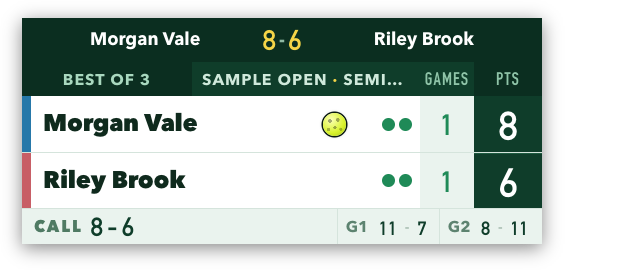 Morgan Vale 8-6 Riley Brook
BEST OF 3 SAMPLE OPEN · SEMI... GAMES PTS
Morgan Vale 1 8
Riley Brook 1 6
CALL 8-6 G1 11 - 7 G2 8 - 11